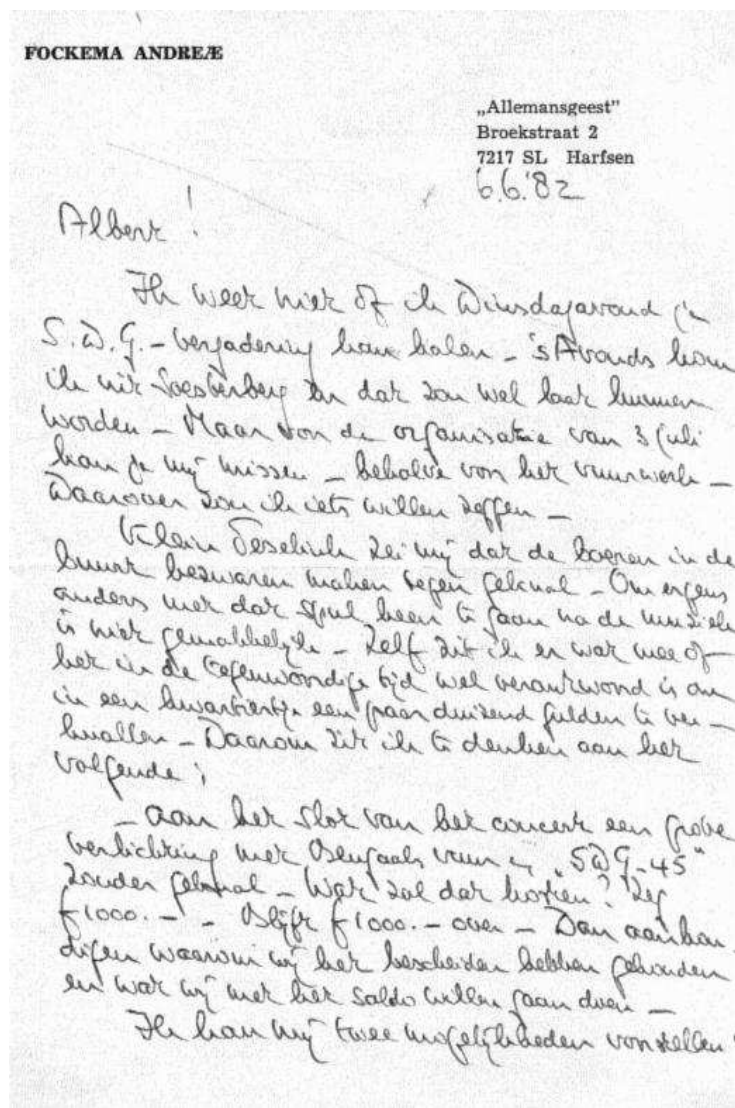 FOCKEMA ANDREÆ
„Allemansgeest”
Broekstraat 2
7217 SL Harfsen
6.6.'82
Albert!
Ik weet niet of ik Dinsdagavond je
S.W.G. - vergadering kan halen - 's Avonds kom
ik uit Soesterberg en dat zou wel laat kunnen
worden - Maar voor de organisatie van 3 juli
kan je mij missen - behalve voor het vuurwerk -
Daarover zou ik iets willen zeggen -
Klein zei mij dat de boeren in de
buurt bezwaren maken tegen geknal - Om ergens
anders met dat spul heen te gaan na de muziek
is niet gemakkelijk - Zelf zit ik er wat mee of
het in de tegenwoordige tijd wel verantwoord is om
in een kwartiertje een paar duizend gulden te ver-
knallen - Daarom zit ik te denken aan het
volgende:
- aan het slot van het concert een grote
verlichting met Bengaals vuur en „SWG-45”
zonder geknal - Wat zal dat kosten? Zeg
f 1000.- - Blijft f 1000.- over - Dan aankon-
digen waarom wij het bescheiden hebben gehouden
en wat wij met het saldo willen gaan doen -
Ik kan mij twee mogelijkheden voorstellen